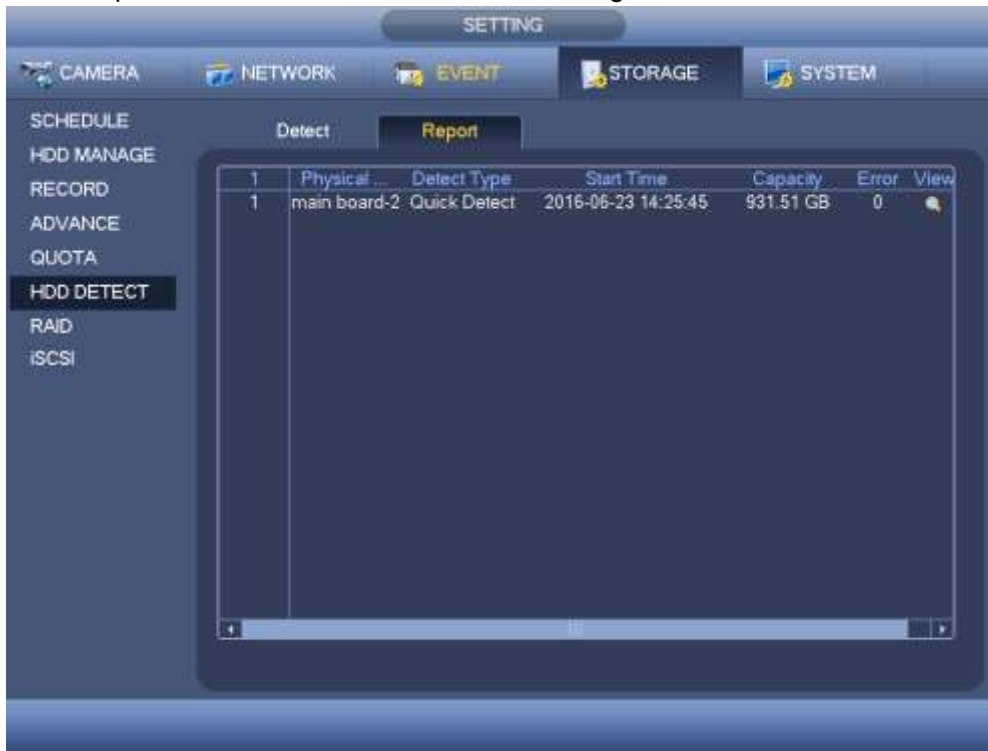 SETTING
CAMERA NETWORK EVENT STORAGE SYSTEM
SCHEDULE
HDD MANAGE
RECORD
ADVANCE
QUOTA
HDD DETECT
RAID
iSCSI
Detect Report
1 Physical ... Detect Type Start Time Capacity Error View
1 main board-2 Quick Detect 2016-06-23 14:25:45 931.51 GB 0